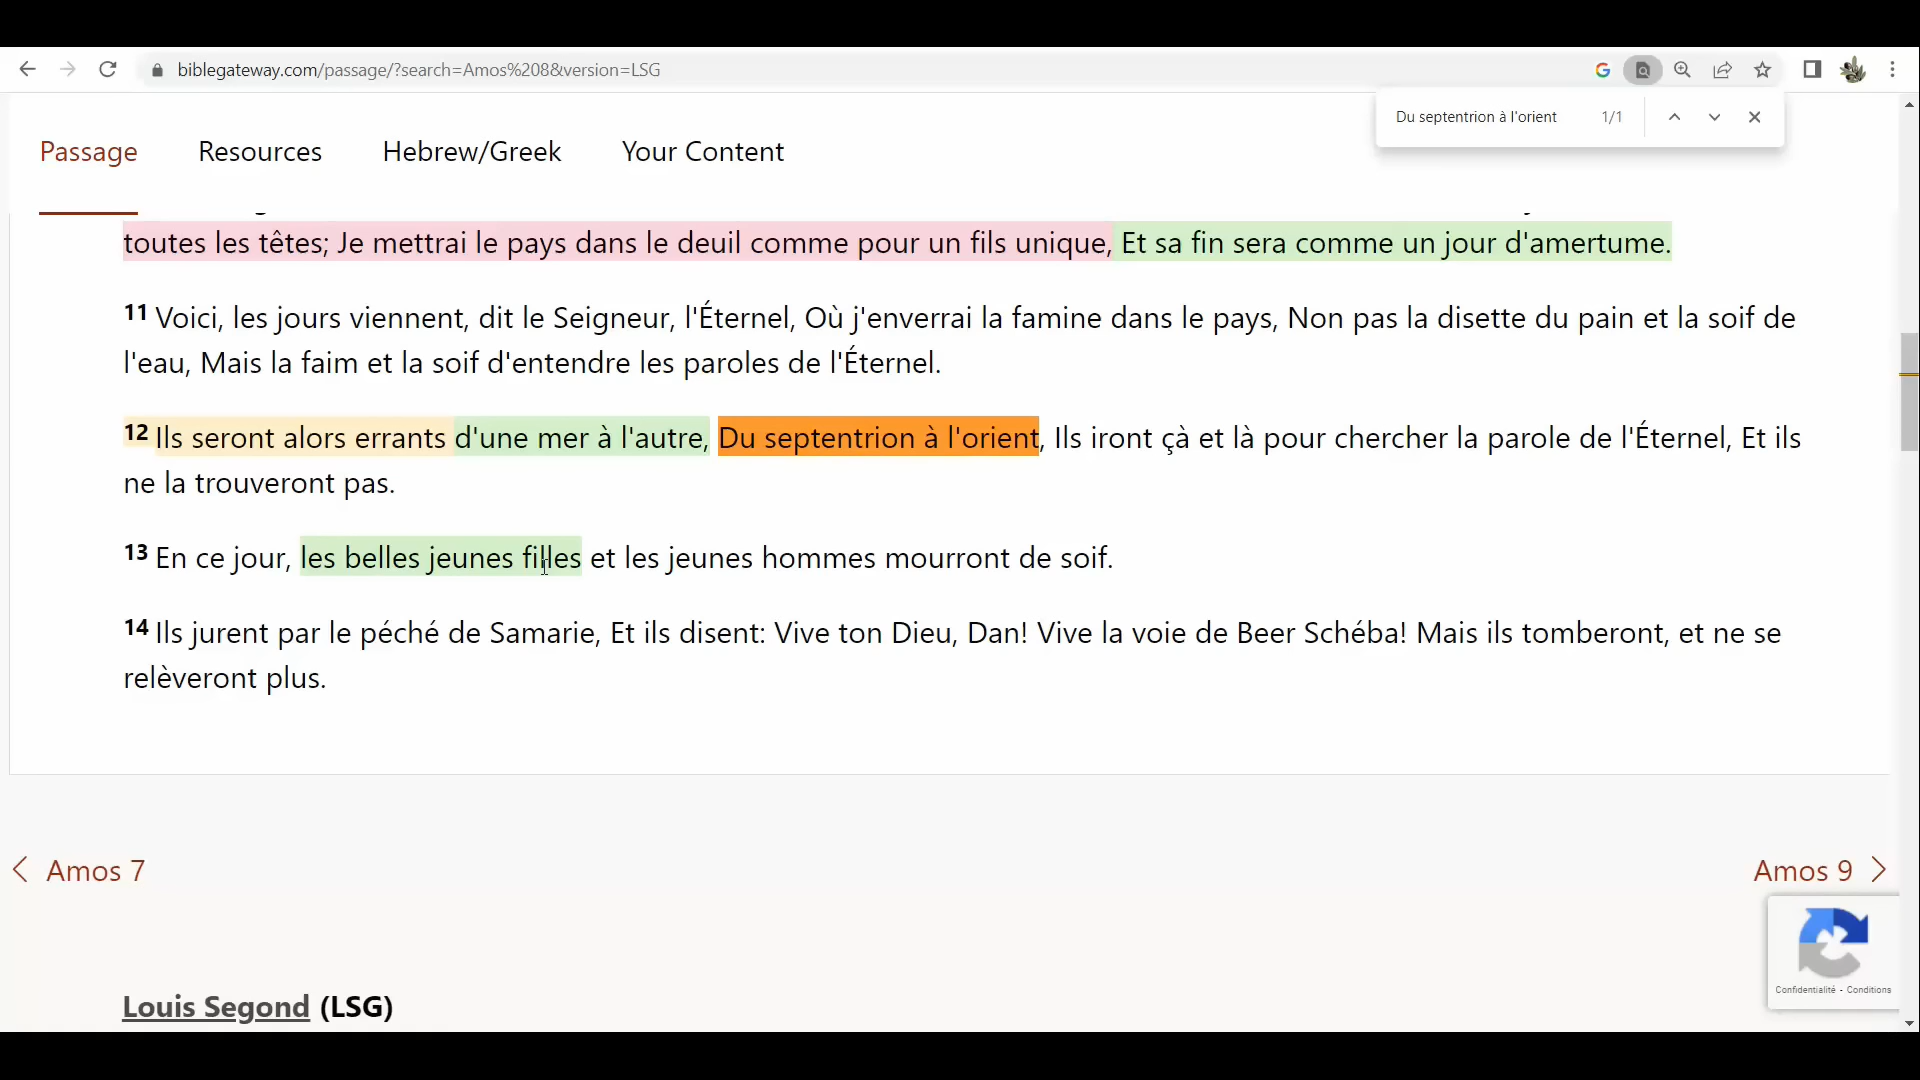 biblegateway.com/passage/?search=Amos%208&version=LSG
Du septentrion à l'orient 1/1
Passage Resources Hebrew/Greek Your Content
toutes les têtes; Je mettrai le pays dans le deuil comme pour un fils unique, Et sa fin sera comme un jour d'amertume.
11 Voici, les jours viennent, dit le Seigneur, l'Éternel, Où j'enverrai la famine dans le pays, Non pas la disette du pain et la soif de
l'eau, Mais la faim et la soif d'entendre les paroles de l'Éternel.
12 Ils seront alors errants d'une mer à l'autre, Du septentrion à l'orient, Ils iront çà et là pour chercher la parole de l'Éternel, Et ils
ne la trouveront pas.
13 En ce jour, les belles jeunes filles et les jeunes hommes mourront de soif.
14 Ils jurent par le péché de Samarie, Et ils disent: Vive ton Dieu, Dan! Vive la voie de Beer Schéba! Mais ils tomberont, et ne se
relèveront plus.
Amos 7
Amos 9
Confidentialité - Conditions
Louis Segond (LSG)